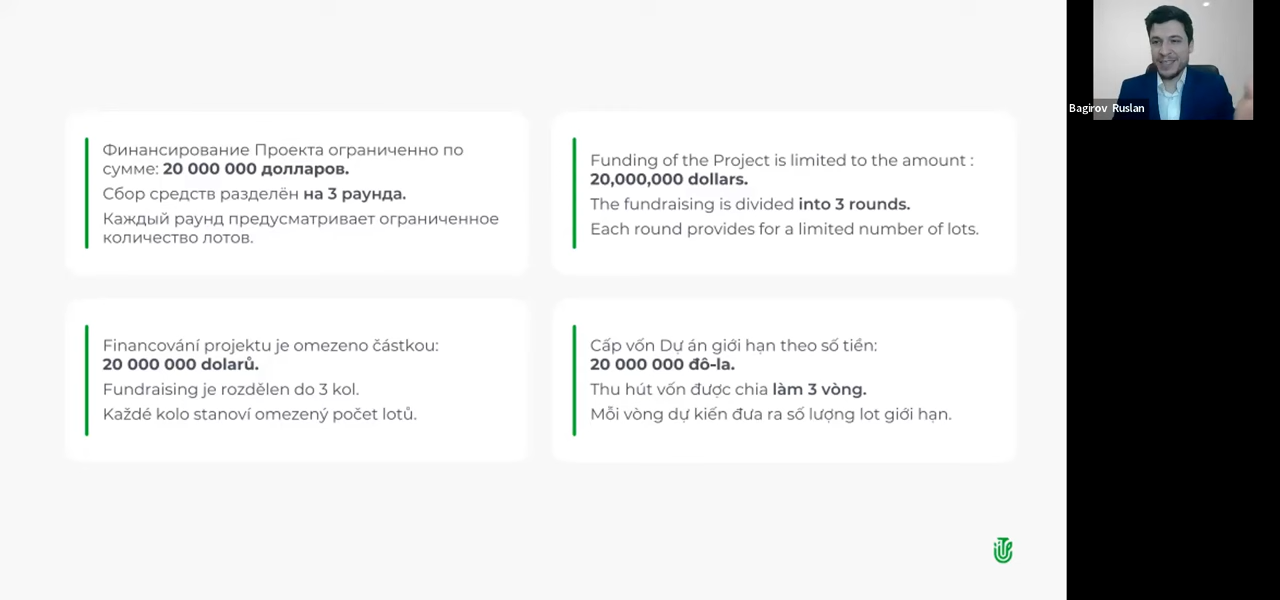 Финансирование Проекта ограниченно по
сумме: 20 000 000 долларов.
Сбор средств разделён на 3 раунда.
Каждый раунд предусматривает ограниченное
количество лотов.
Funding of the Project is limited to the amount :
20,000,000 dollars.
The fundraising is divided into 3 rounds.
Each round provides for a limited number of lots.
Financování projektu je omezeno částkou:
20 000 000 dolarů.
Fundraising je rozdělen do 3 kol.
Každé kolo stanoví omezený počet lotů.
Cấp vốn Dự án giới hạn theo số tiền:
20 000 000 đô-la.
Thu hút vốn được chia làm 3 vòng.
Mỗi vòng dự kiến đưa ra số lượng lot giới hạn.
Bagirov Ruslan